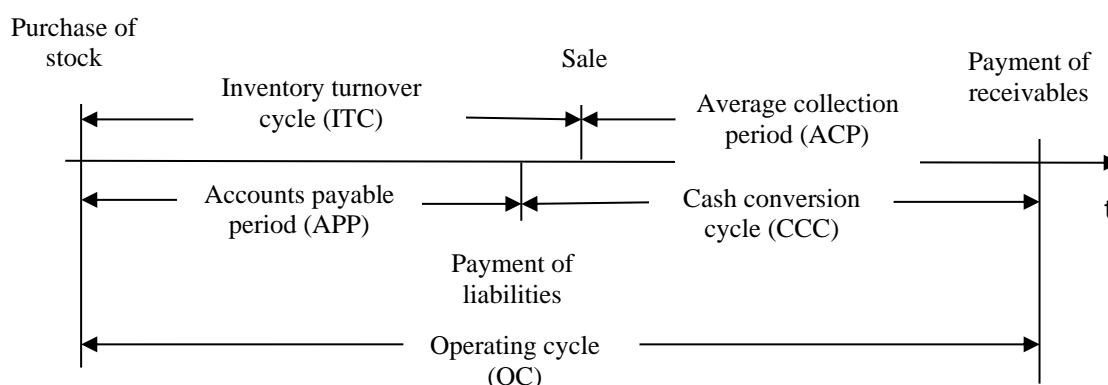 Purchase of
stock
Sale
Payment of
receivables
Inventory turnover
cycle (ITC)
Average collection
period (ACP)
Accounts payable
period (APP)
Cash conversion
cycle (CCC)
t
Payment of
liabilities
Operating cycle
(OC)